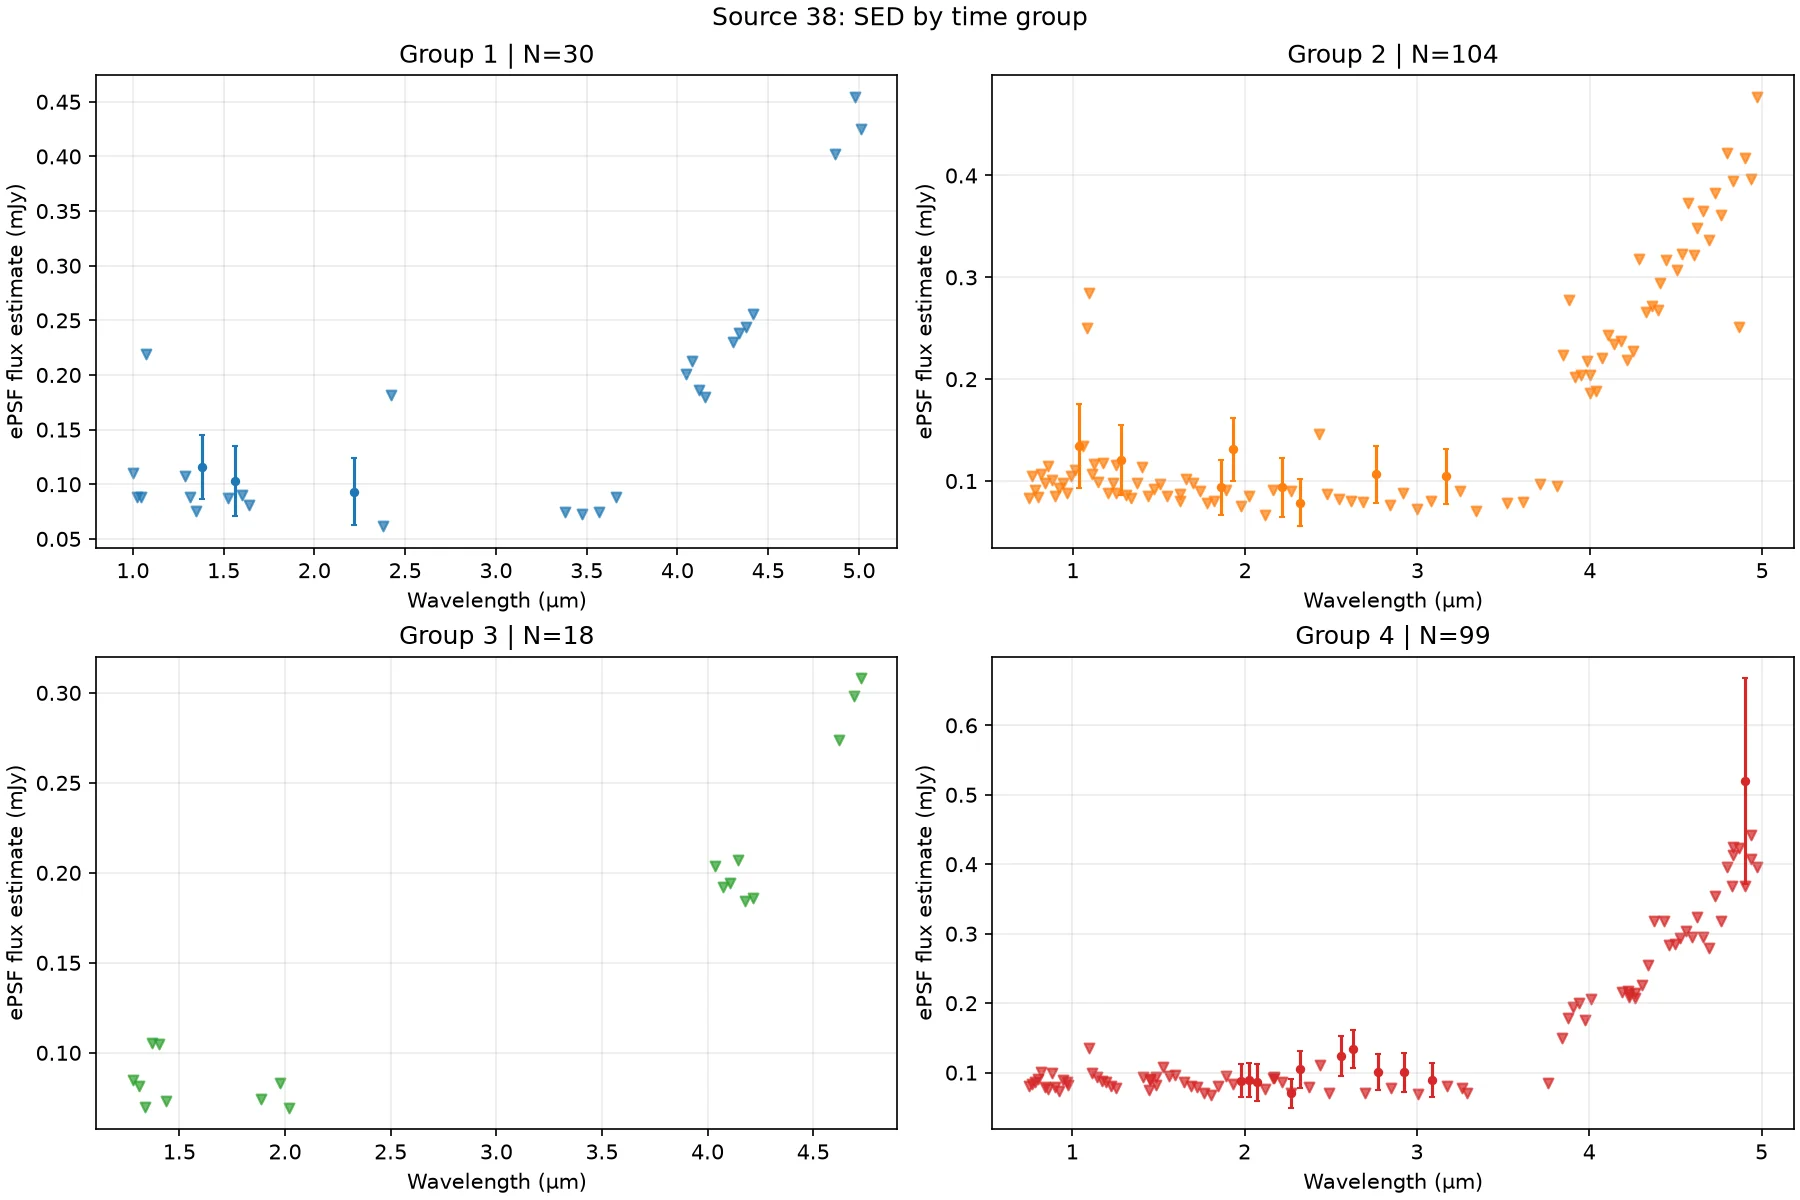 Source 38: SED by time group
Group 1 | N=30
0.45
0.40
0.35
0.30
0.25
0.20
0.15
0.10
0.05
ePSF flux estimate (mJy)
1.0 1.5 2.0 2.5 3.0 3.5 4.0 4.5 5.0
Wavelength (μm)
Group 2 | N=104
0.4
0.3
0.2
0.1
ePSF flux estimate (mJy)
1 2 3 4 5
Wavelength (μm)
Group 3 | N=18
0.30
0.25
0.20
0.15
0.10
ePSF flux estimate (mJy)
1.5 2.0 2.5 3.0 3.5 4.0 4.5
Wavelength (μm)
Group 4 | N=99
0.6
0.5
0.4
0.3
0.2
0.1
ePSF flux estimate (mJy)
1 2 3 4 5
Wavelength (μm)